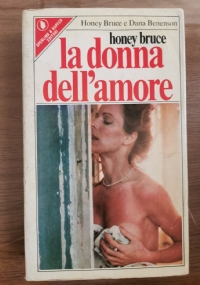 Honey Bruce e Dana Benenson
honey bruce
la donna
dell'amore